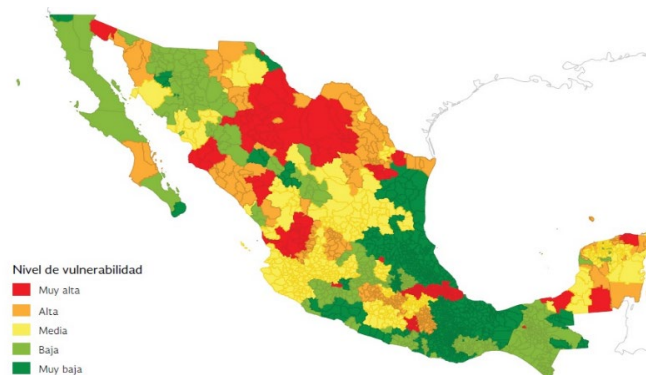 Nivel de vulnerabilidad
Muy alta
Alta
Media
Baja
Muy baja